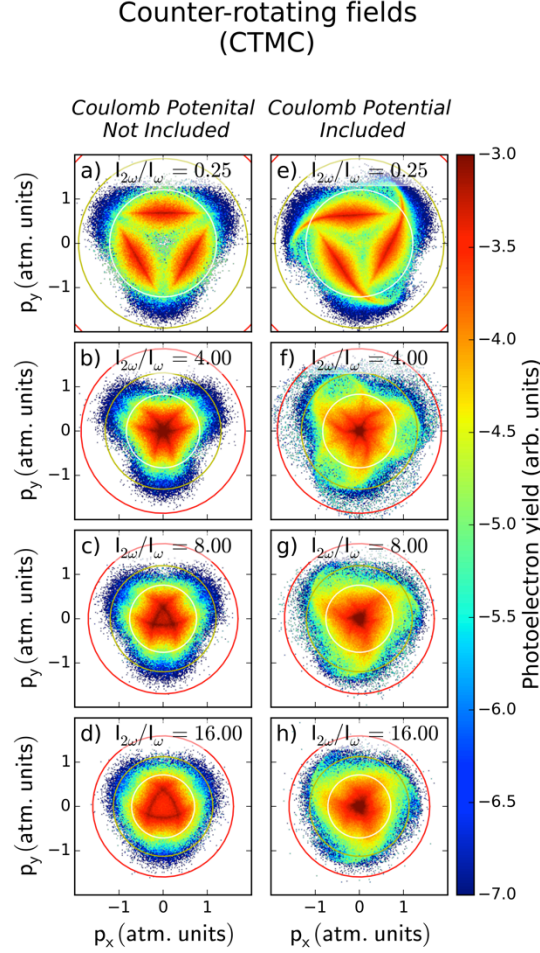 Counter-rotating fields
(CTMC)
Coulomb Potenital
Not Included
Coulomb Potential
Included
a) I2ω/Iω = 0.25
e) I2ω/Iω = 0.25
b) I2ω/Iω = 4.00
f) I2ω/Iω = 4.00
c) I2ω/Iω = 8.00
g) I2ω/Iω = 8.00
d) I2ω/Iω = 16.00
h) I2ω/Iω = 16.00
py (atm. units)
1
0
−1
py (atm. units)
1
0
−1
py (atm. units)
1
0
−1
py (atm. units)
1
0
−1
−1 0 1
−1 0 1
px (atm. units)
px (atm. units)
−3.0
−3.5
−4.0
−4.5
−5.0
−5.5
−6.0
−6.5
−7.0
Photoelectron yield (arb. units)